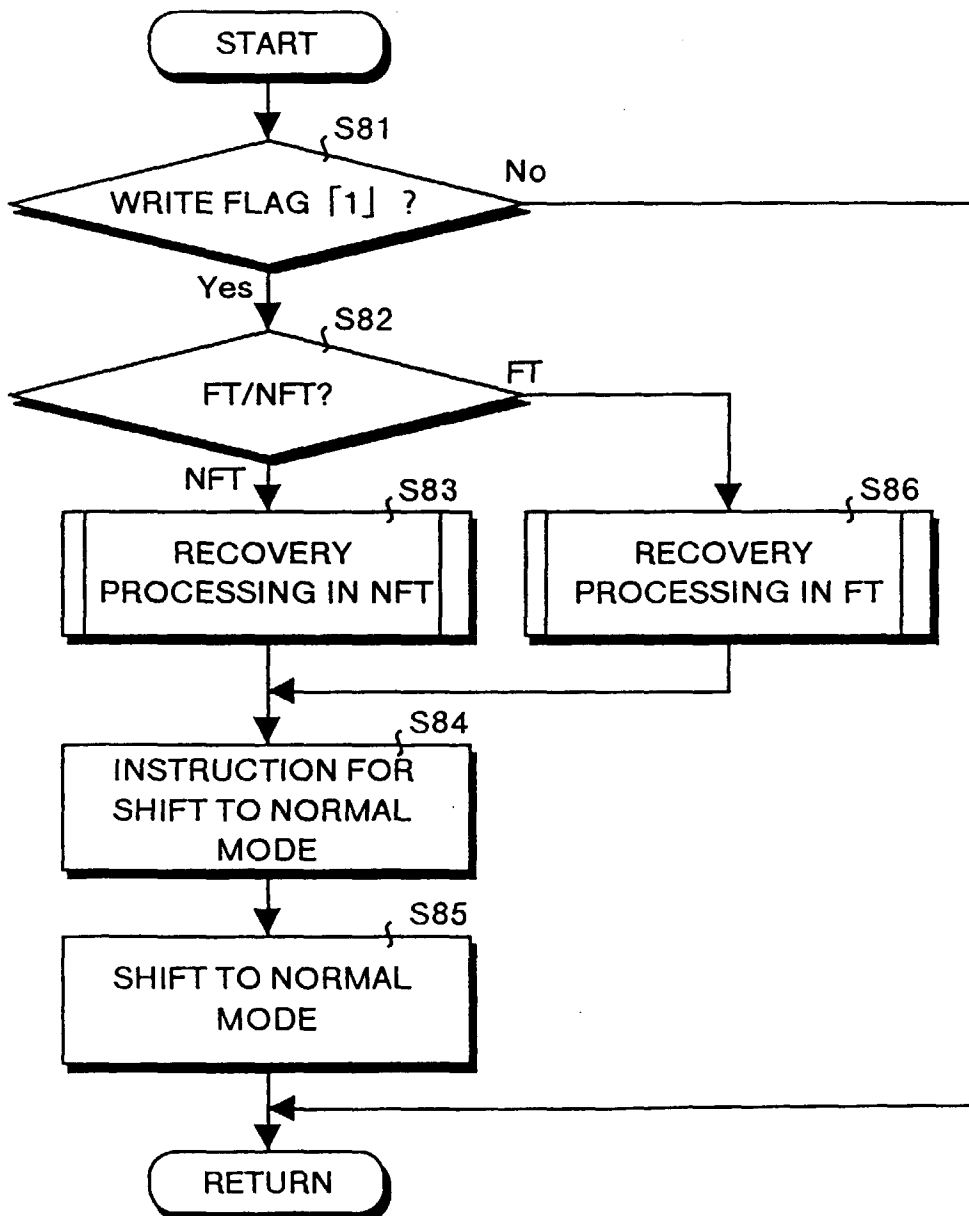 START
S81
WRITE FLAG「1」 ?
No
Yes
S82
FT/NFT?
FT
NFT
S83
RECOVERY
PROCESSING IN NFT
S86
RECOVERY
PROCESSING IN FT
S84
INSTRUCTION FOR
SHIFT TO NORMAL
MODE
S85
SHIFT TO NORMAL
MODE
RETURN